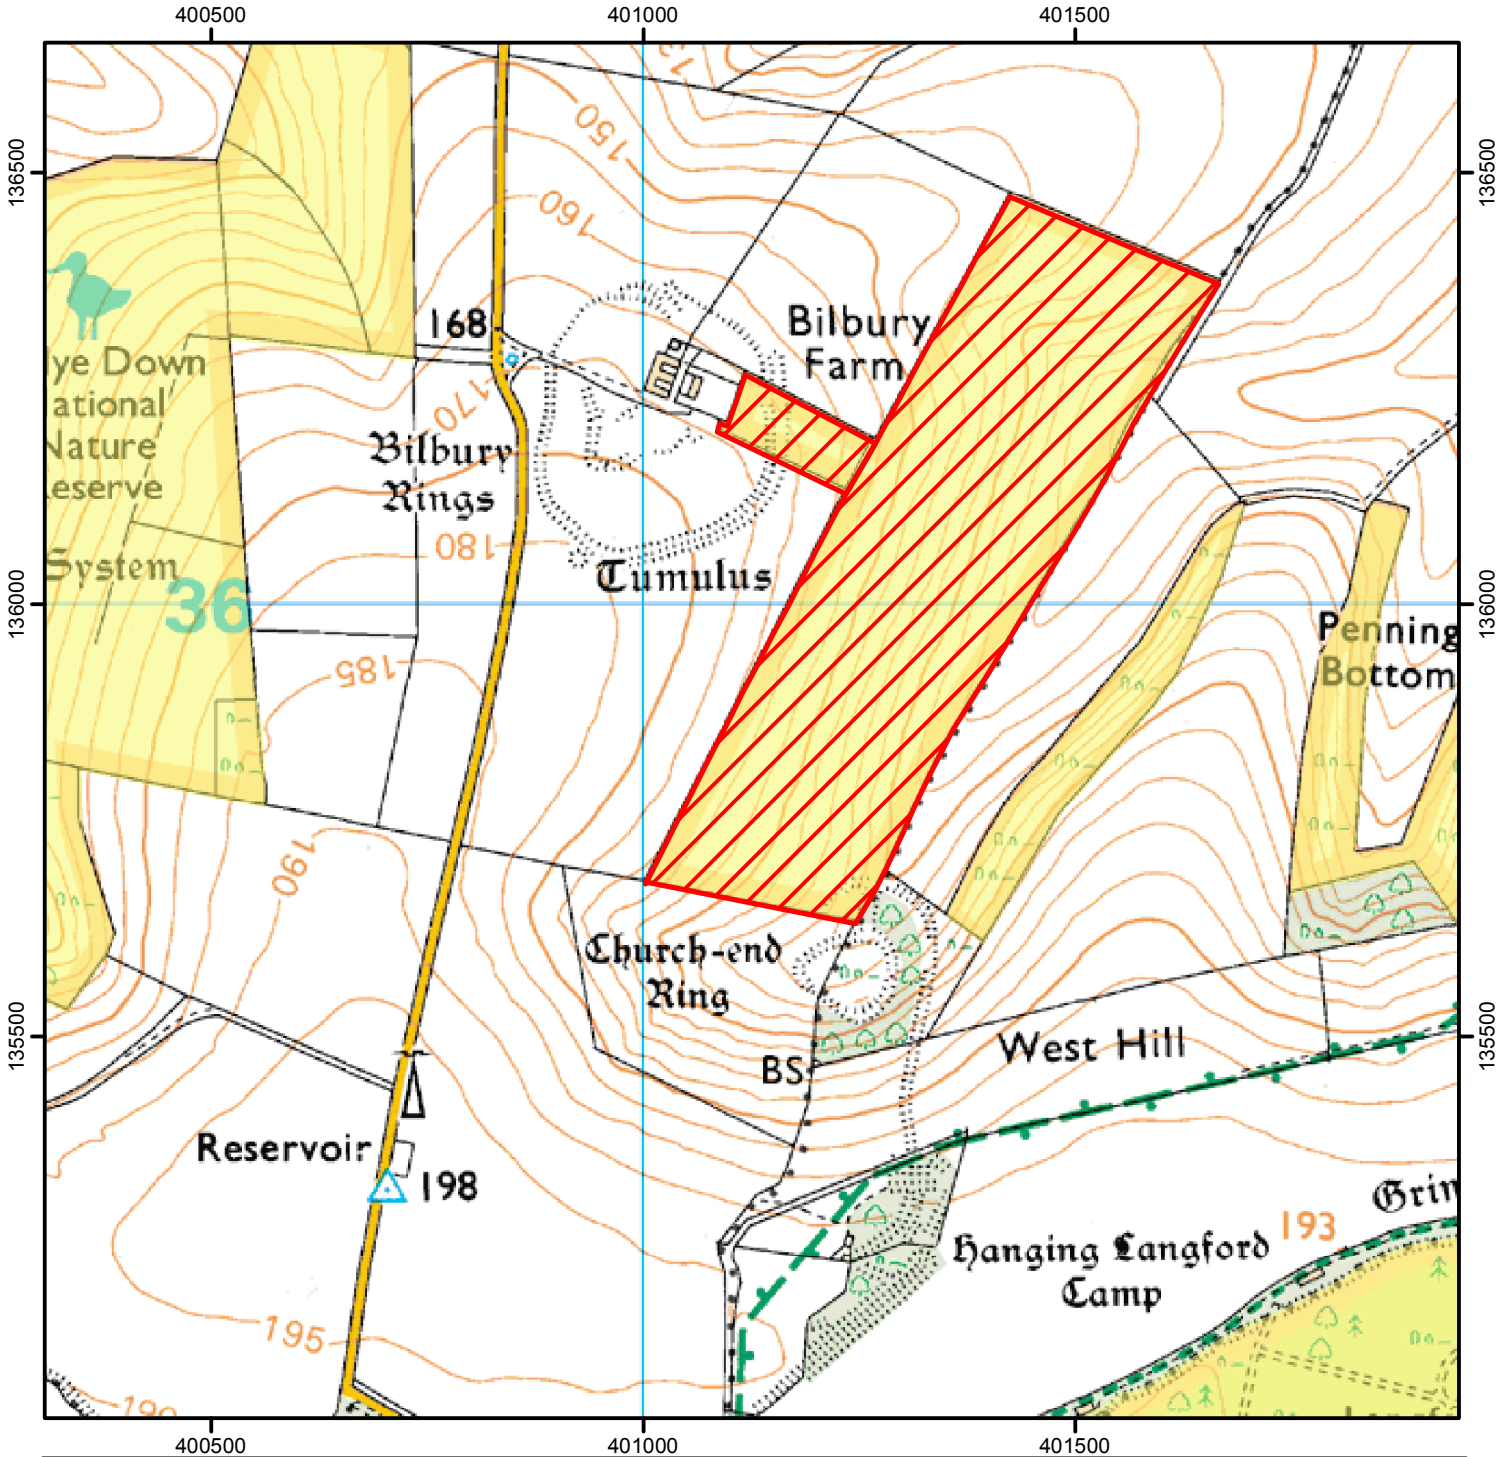 400500 401000 401500
136500
136500
150
160
168
Bilbury
Farm
170
ye Down
ational
Nature
eserve
System
36
Bilbury
Rings
180
Tumulus
136000
136000
Penning
Bottom
185
190
Church-end
Ring
135500
135500
West Hill
BS
Reservoir
198
Hanging Langford
Camp
193
Grim
195
190
400500 401000 401500